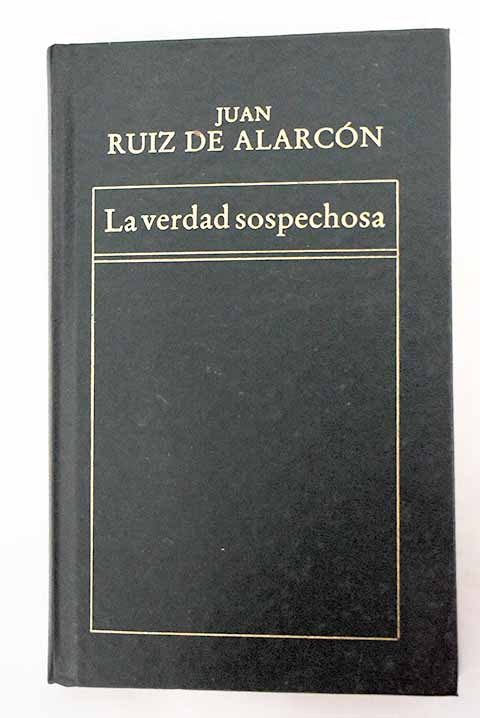 JUAN
RUIZ DE ALARCÓN
La verdad sospechosa